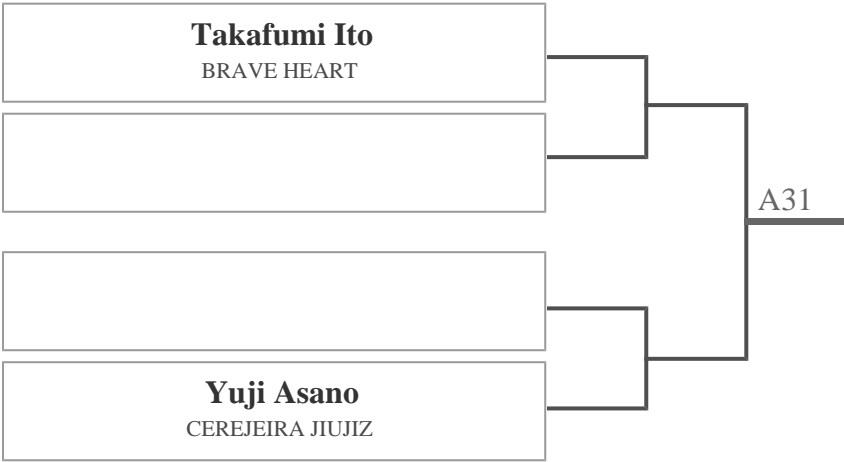 Takafumi Ito
BRAVE HEART
A31
Yuji Asano
CEREJEIRA JIUJIZ